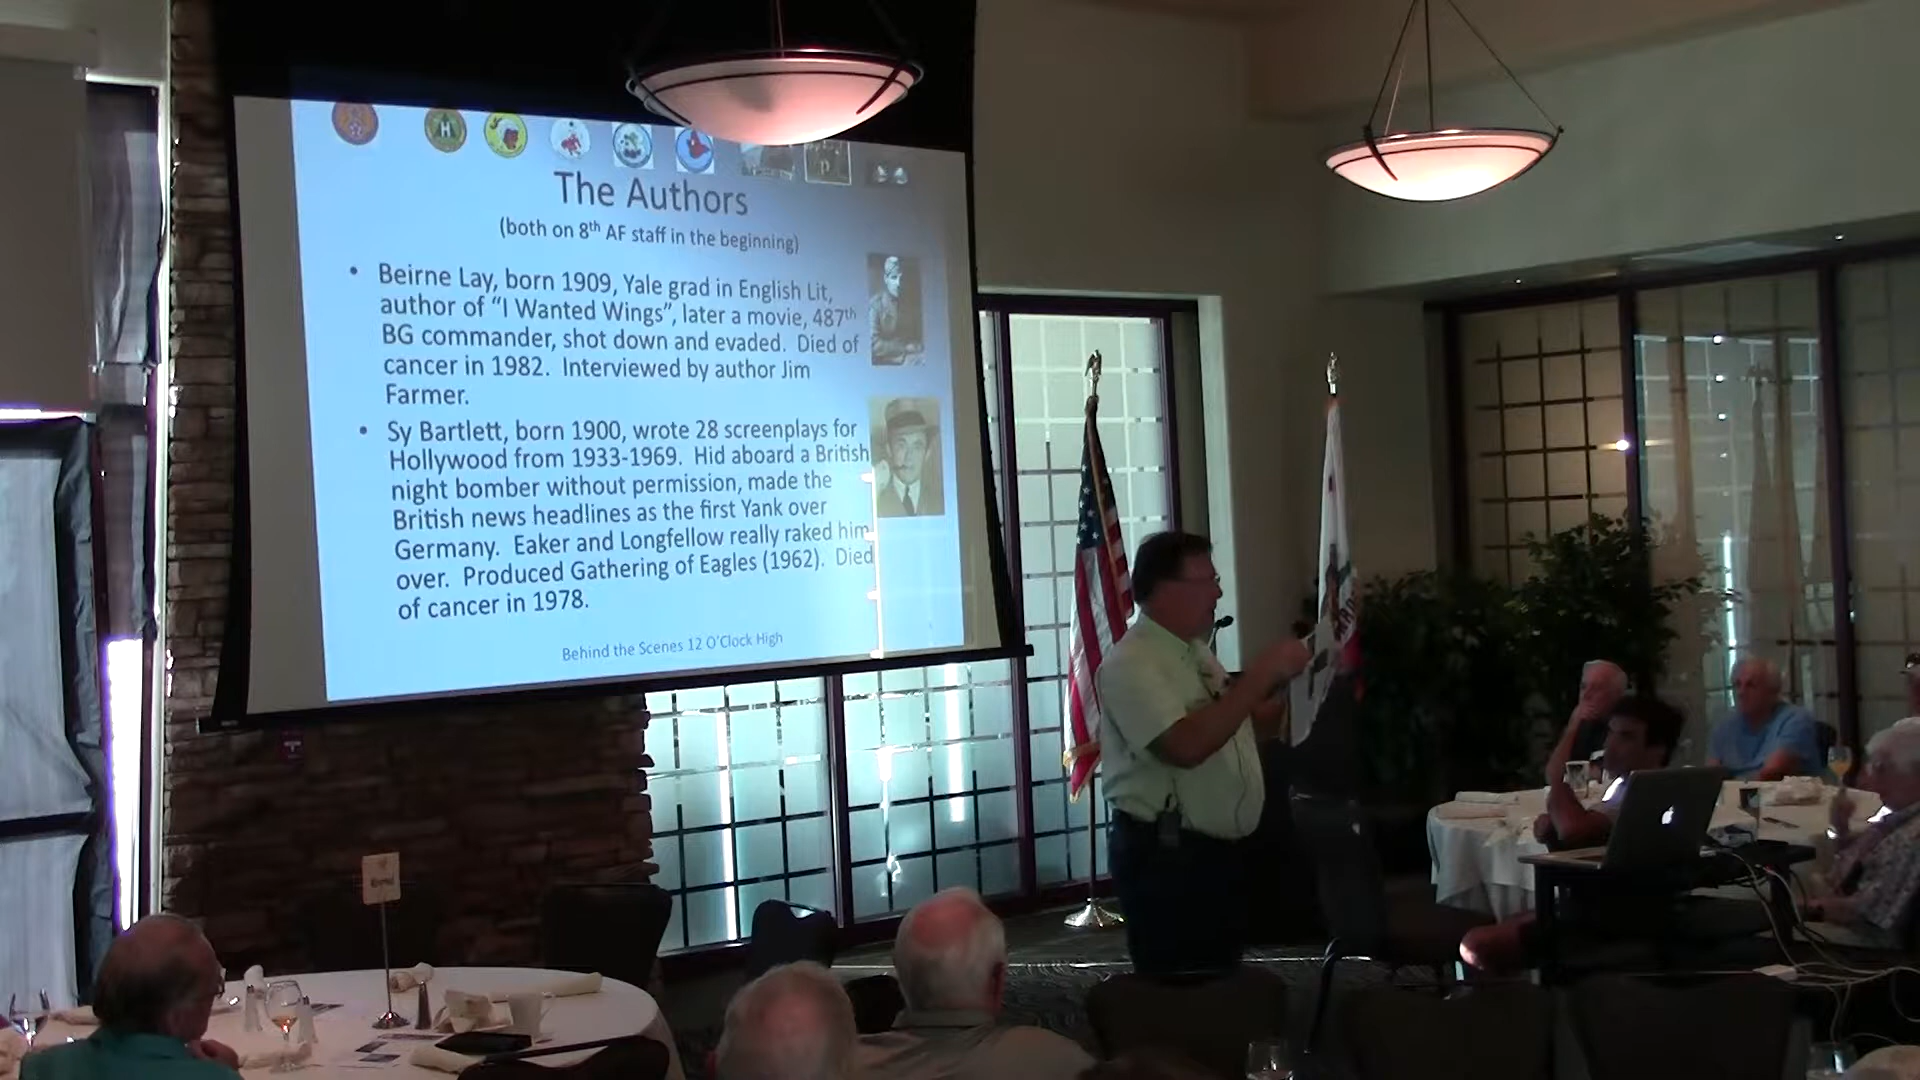 H
The Authors
(both on 8th AF staff in the beginning)
• Beirne Lay, born 1909, Yale grad in English Lit,
author of “I Wanted Wings”, later a movie, 487th
BG commander, shot down and evaded. Died of
cancer in 1982. Interviewed by author Jim
Farmer.
• Sy Bartlett, born 1900, wrote 28 screenplays for
Hollywood from 1933-1969. Hid aboard a British
night bomber without permission, made the
British news headlines as the first Yank over
Germany. Eaker and Longfellow really raked him
over. Produced Gathering of Eagles (1962). Died
of cancer in 1978.
Behind the Scenes 12 O'Clock High